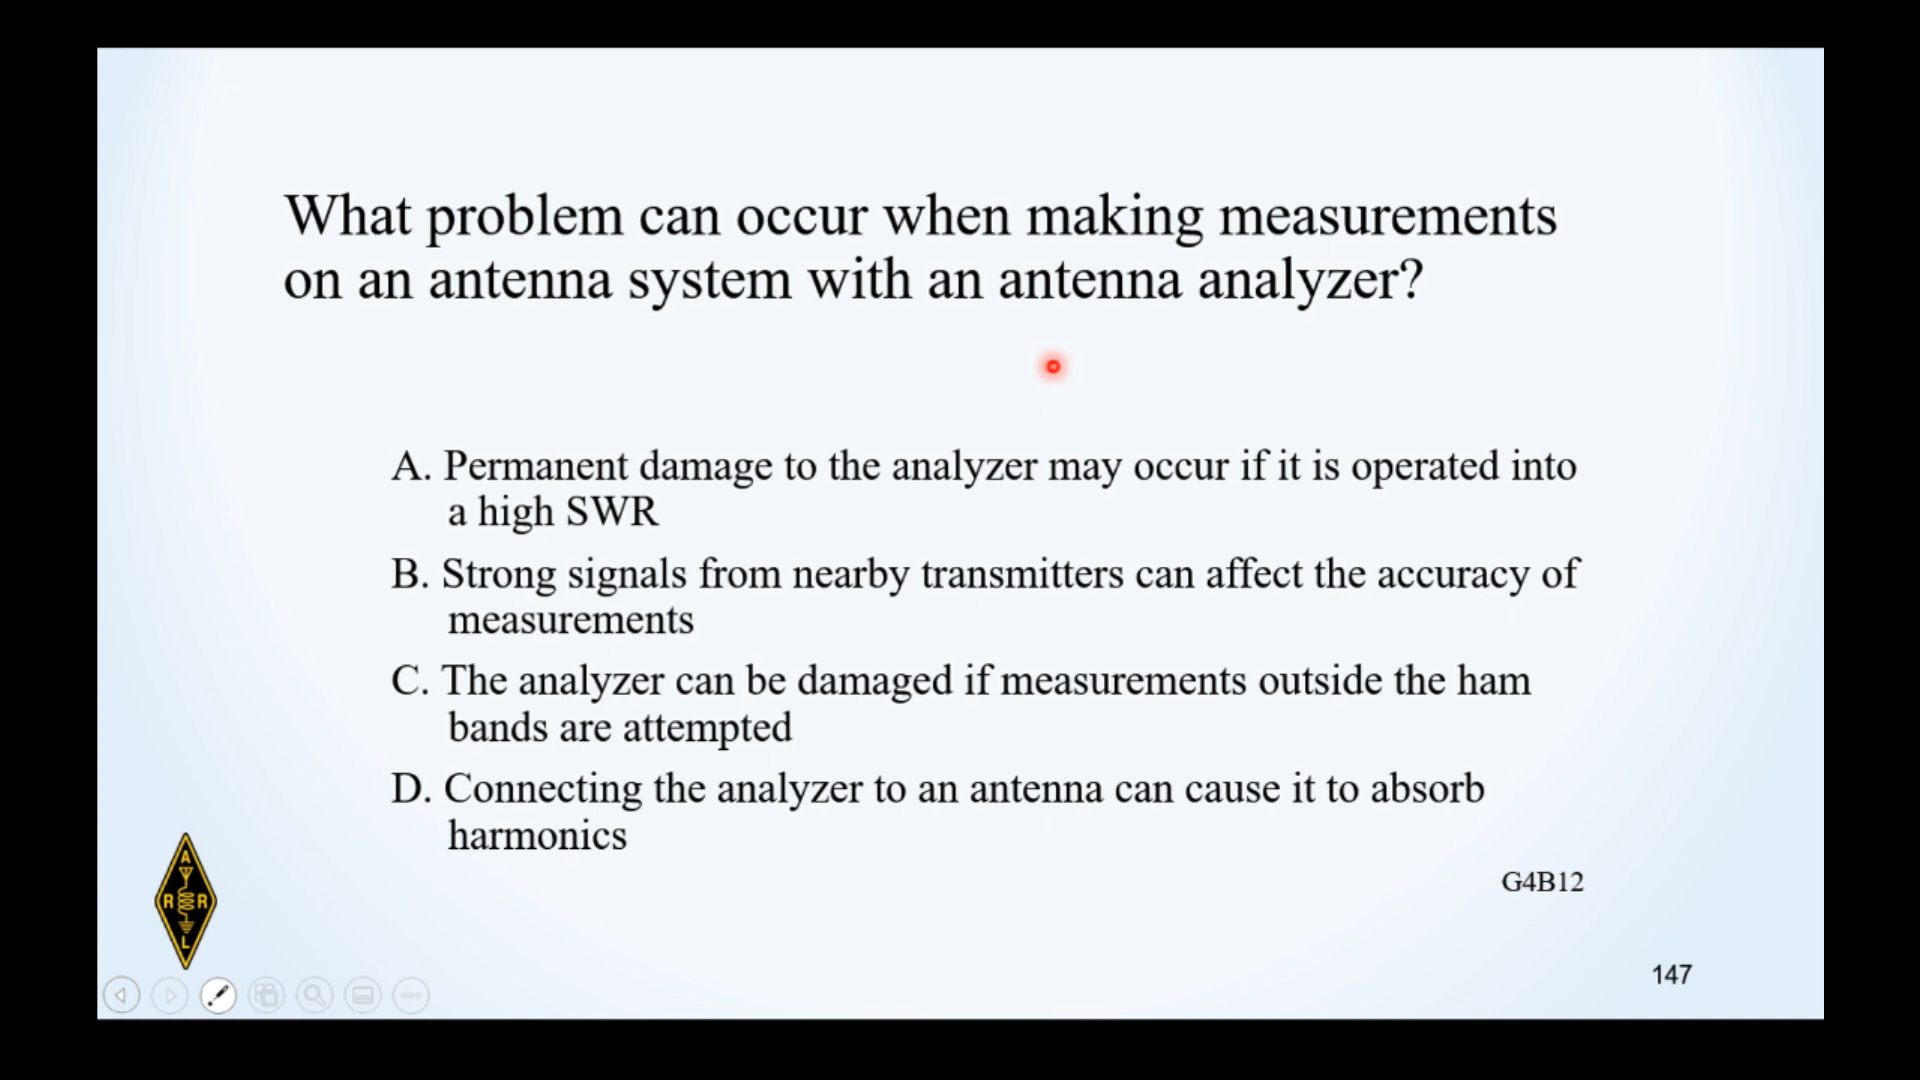 What problem can occur when making measurements
on an antenna system with an antenna analyzer?
A. Permanent damage to the analyzer may occur if it is operated into
a high SWR
B. Strong signals from nearby transmitters can affect the accuracy of
measurements
C. The analyzer can be damaged if measurements outside the ham
bands are attempted
D. Connecting the analyzer to an antenna can cause it to absorb
harmonics
G4B12
A
R R
L
147